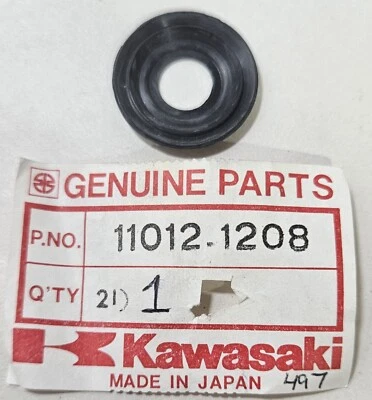 GENUINE PARTS
P.NO. 11012-1208
Q'TY 21) 1
Kawasaki
MADE IN JAPAN 497